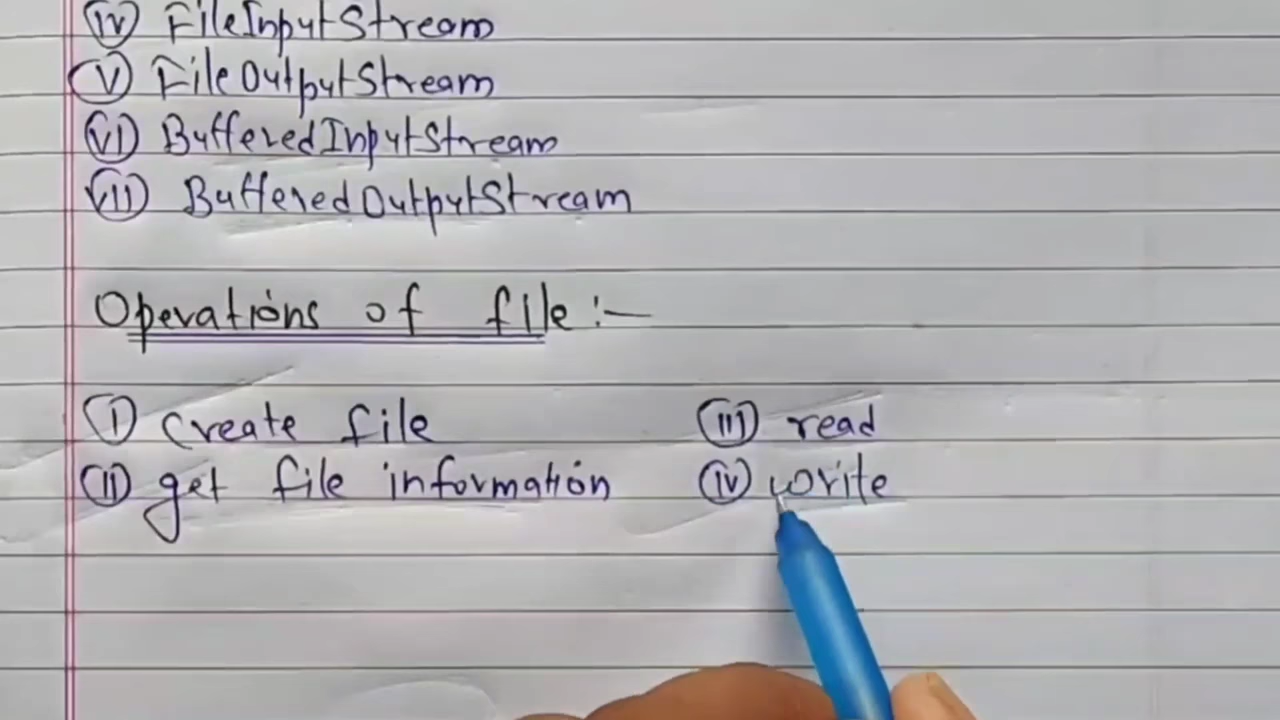 (iv) FileInputStream
(v) FileOutputStream
(vi) BufferedInputStream
(vii) BufferedOutputStream
Operations of file :-
(i) create file
(ii) get file information
(iii) read
(iv) write